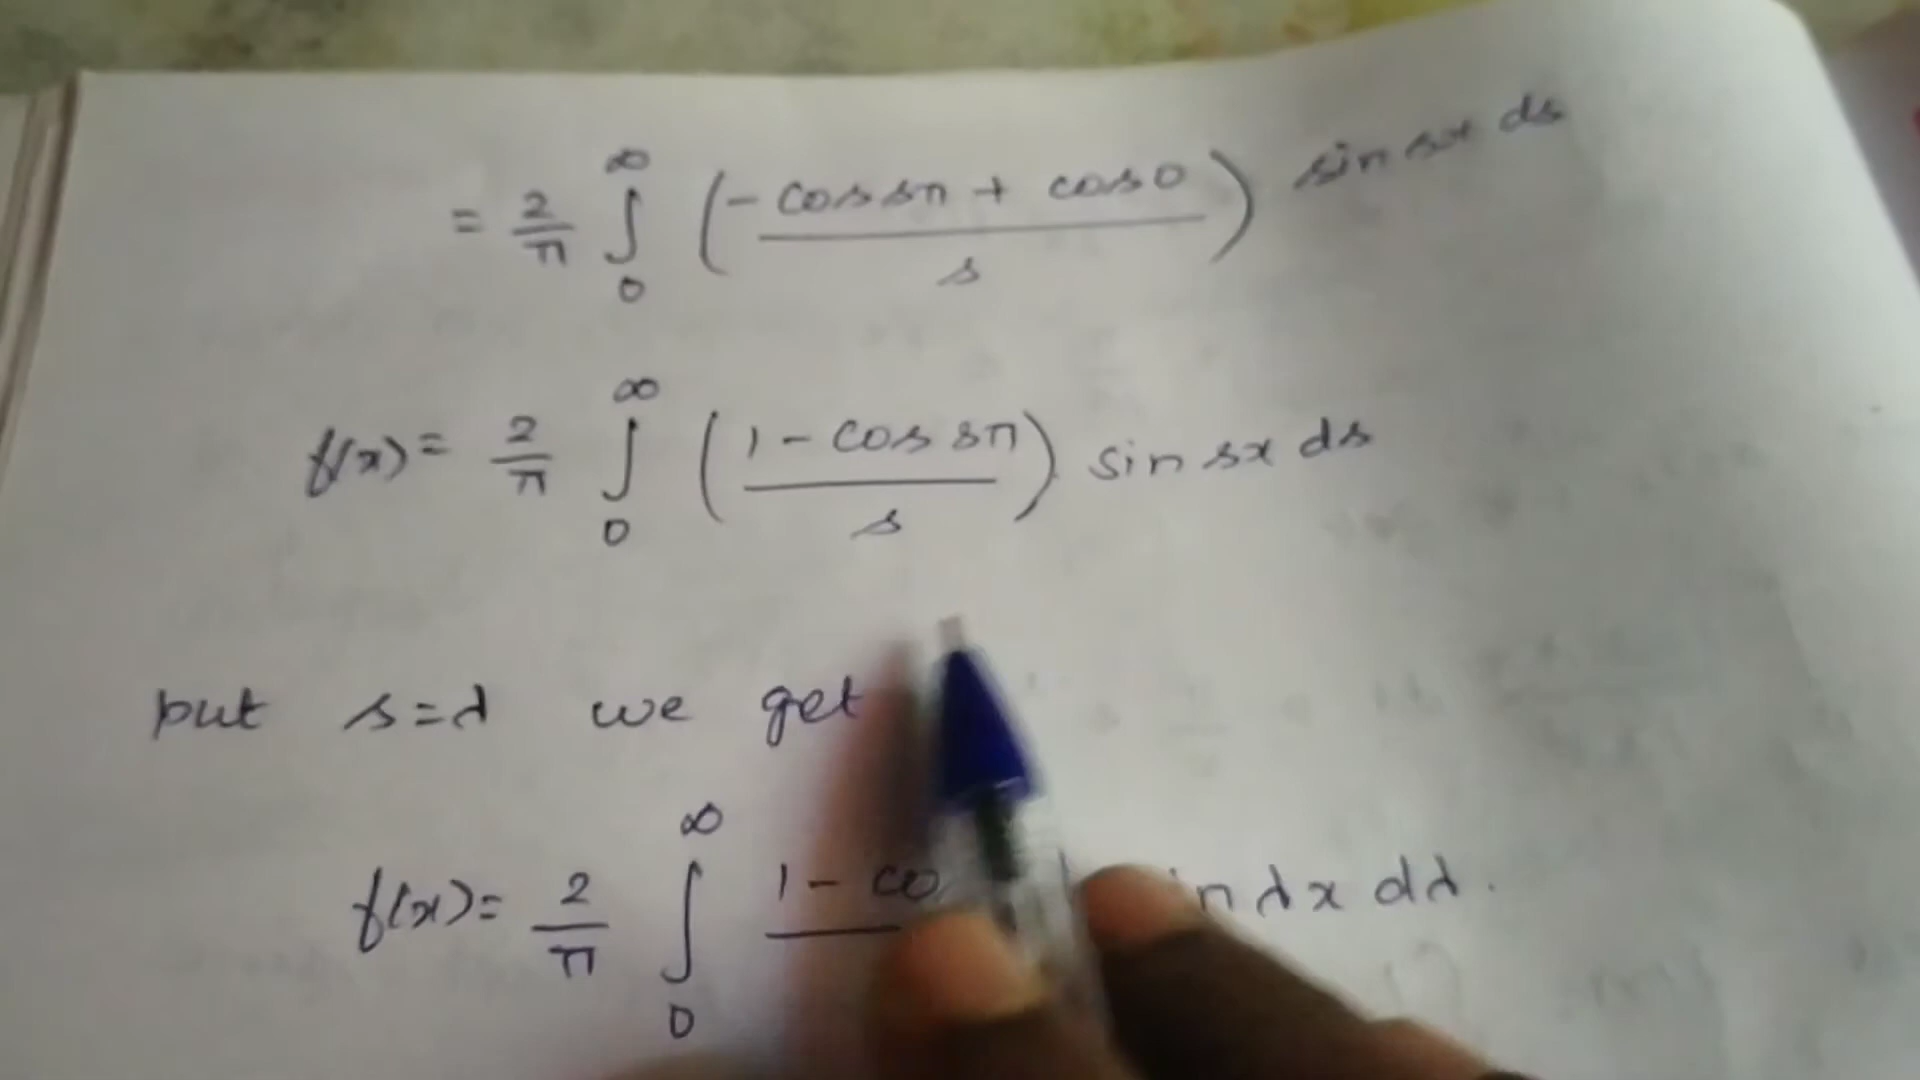 = 2/π ∫₀^∞ (-cos sπ + cos 0 / s) sin sx ds
f(x) = 2/π ∫₀^∞ (1 - cos sπ / s) sin sx ds
put s=λ we get
f(x) = 2/π ∫₀^∞ 1 - λx dλ.